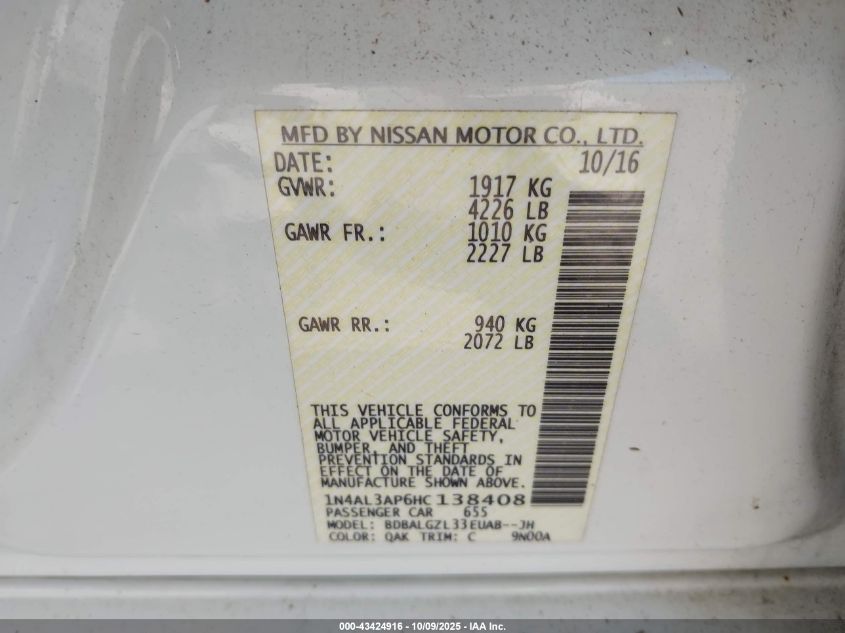 MFD BY NISSAN MOTOR CO., LTD.
DATE: 10/16
GVWR: 1917 KG
4226 LB
GAWR FR.: 1010 KG
2227 LB
GAWR RR.: 940 KG
2072 LB
THIS VEHICLE CONFORMS TO
ALL APPLICABLE FEDERAL
MOTOR VEHICLE SAFETY,
BUMPER, AND THEFT
PREVENTION STANDARDS IN
EFFECT ON THE DATE OF
MANUFACTURE SHOWN ABOVE.
1N4AL3AP6HC138408
PASSENGER CAR 655
MODEL: BDBALGZL33EUAB--JH
COLOR: QAK TRIM: C 9N00A
000-43424916 - 10/09/2025 - IAA Inc.